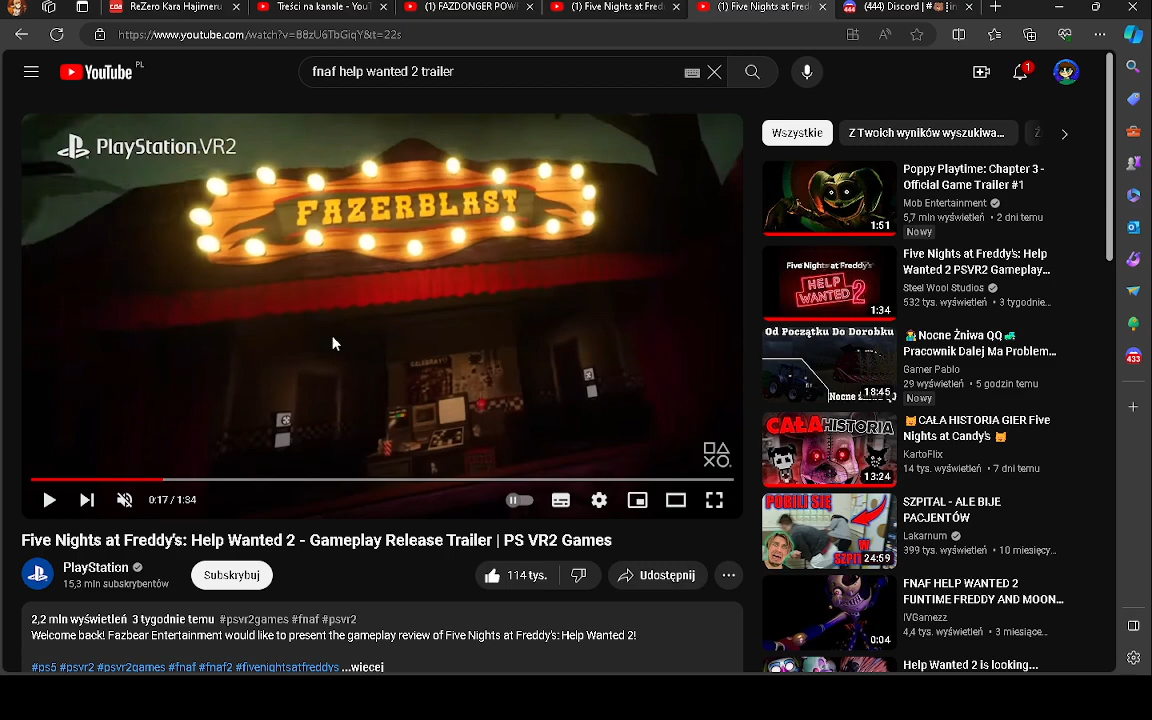 ReZero Kara Hajimeru
Treści na kanale - YouT
(1) FAZDONGER POW
(1) Five Nights at Fred
(1) Five Nights at Fred
(444) Discord | #
https://www.youtube.com/watch?v=88zU6TbGiqY&t=22s
YouTube PL
fnaf help wanted 2 trailer
1
PlayStation.VR2
FAZERBLAST
0:17 / 1:34
Five Nights at Freddy's: Help Wanted 2 - Gameplay Release Trailer | PS VR2 Games
PlayStation
15,3 mln subskrybentów
Subskrybuj
114 tys.
Udostępnij
2,2 mln wyświetleń 3 tygodnie temu #psvr2games #fnaf #psvr2
Welcome back! Fazbear Entertainment would like to present the gameplay review of Five Nights at Freddy's: Help Wanted 2!
#ps5 #psvr2 #psvr2games #fnaf #fnaf2 #fivenightsatfreddys ...więcej
Wszystkie
Z Twoich wyników wyszukiwa...
1:51
Poppy Playtime: Chapter 3 -
Official Game Trailer #1
Mob Entertainment
5,7 mln wyświetleń • 2 dni temu
Nowy
Five Nights at Freddy's
HELP WANTED 2
1:34
Five Nights at Freddy's: Help
Wanted 2 PSVR2 Gameplay...
Steel Wool Studios
532 tys. wyświetleń • 3 tygodnie...
Od Początku Do Dorobku
18:45
Nocne Żniwa QQ
Pracownik Dalej Ma Problem...
Gamer Pablo
29 wyświetleń • 5 godzin temu
Nowy
CAŁA HISTORIA
13:24
CAŁA HISTORIA GIER Five
Nights at Candy's
KartoFlix
14 tys. wyświetleń • 7 dni temu
POBILI SIĘ
W SZPIT
24:59
SZPITAL - ALE BIJE
PACJENTÓW
Lakarnum
399 tys. wyświetleń • 10 miesięcy...
0:04
FNAF HELP WANTED 2
FUNTIME FREDDY AND MOON...
IVGamezz
4,4 tys. wyświetleń • 3 miesiące...
Help Wanted 2 is looking...
433